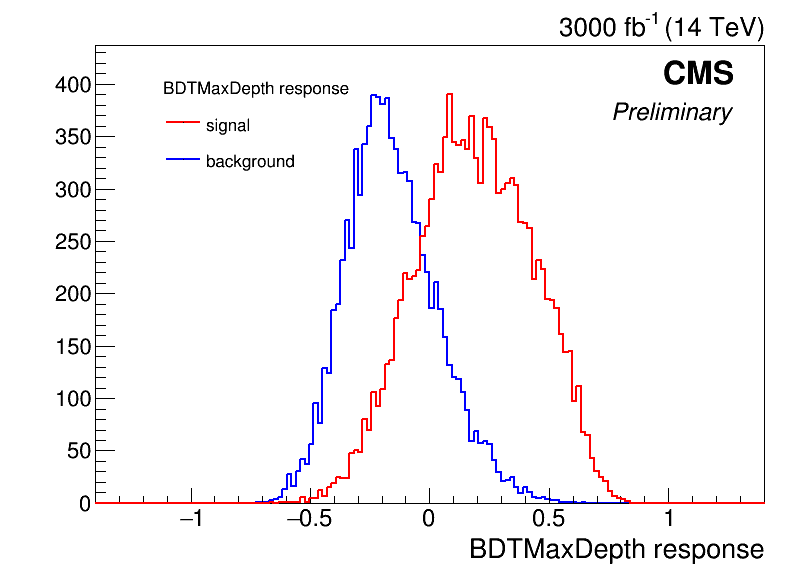 3000 fb⁻¹ (14 TeV)
CMS
Preliminary
BDTMaxDepth response
signal
background
400
350
300
250
200
150
100
50
0
−1 −0.5 0 0.5 1
BDTMaxDepth response